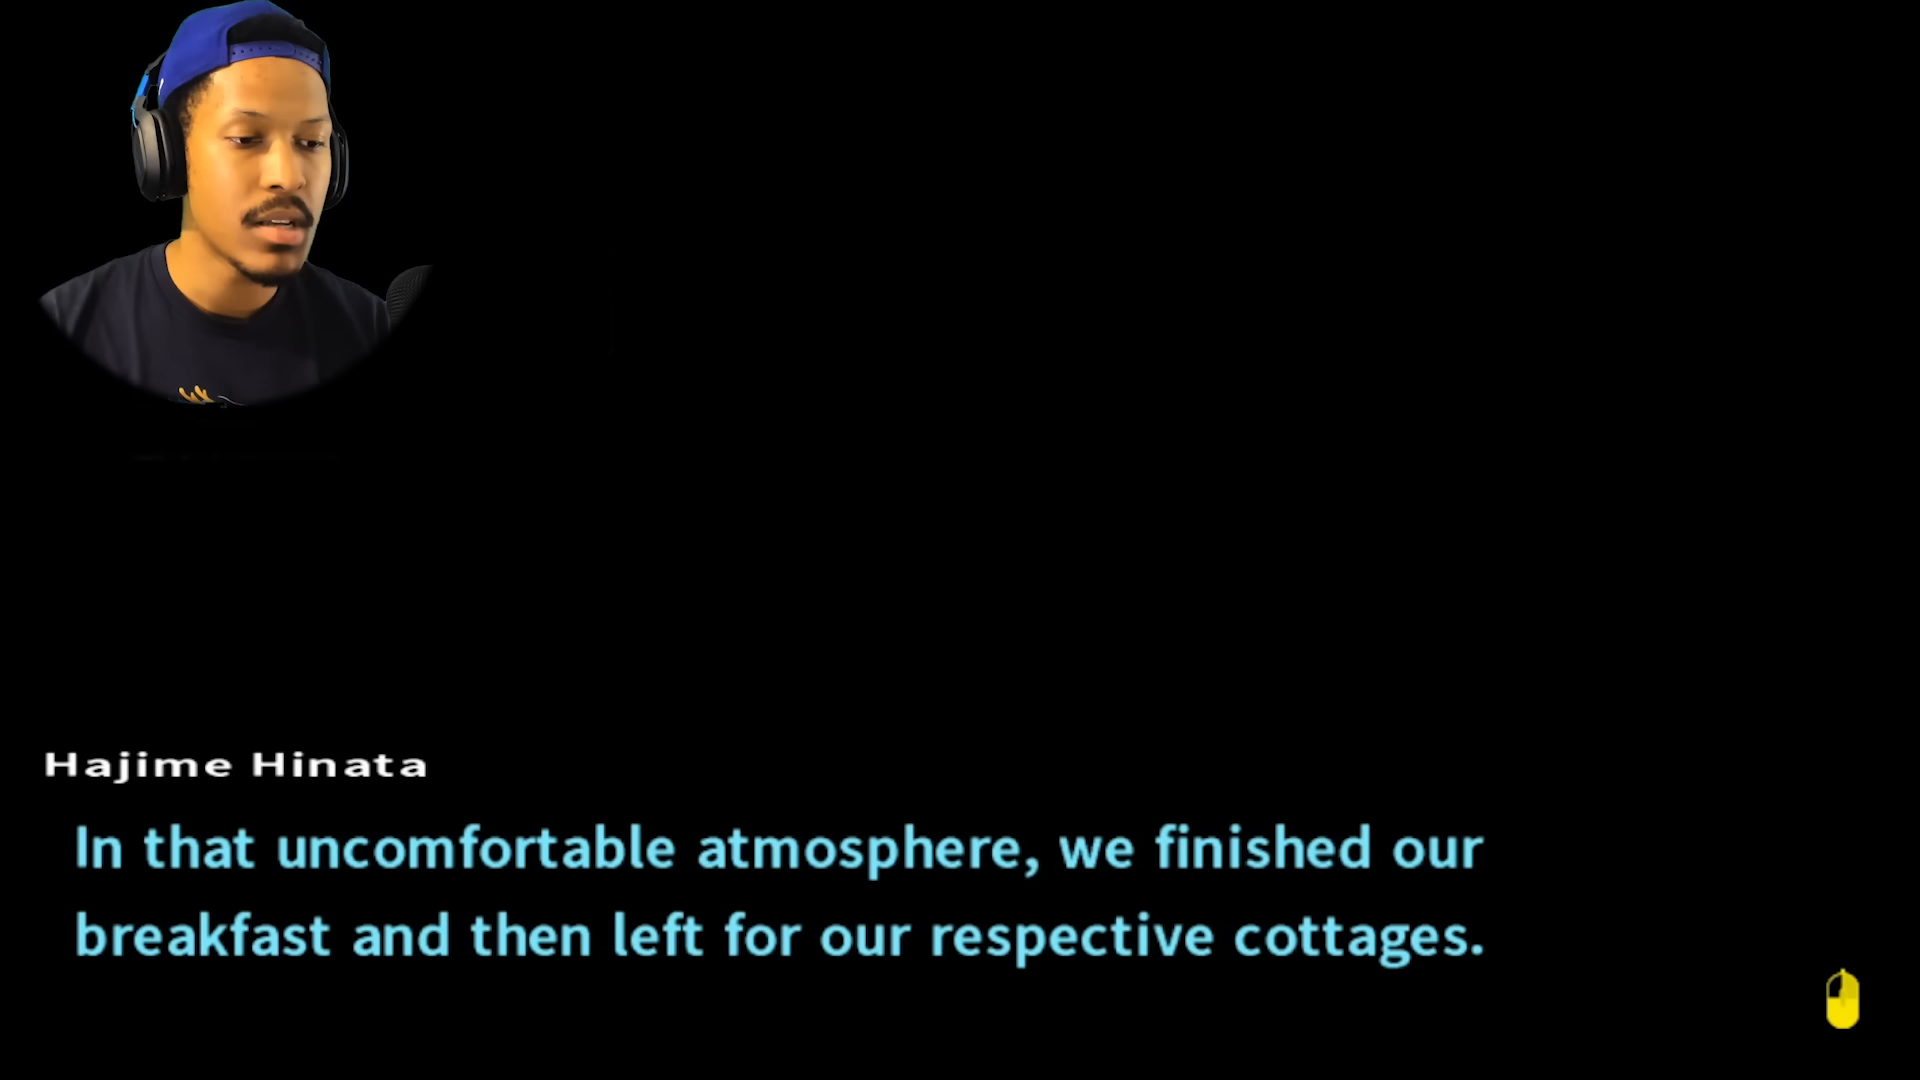 Hajime Hinata
In that uncomfortable atmosphere, we finished our
breakfast and then left for our respective cottages.